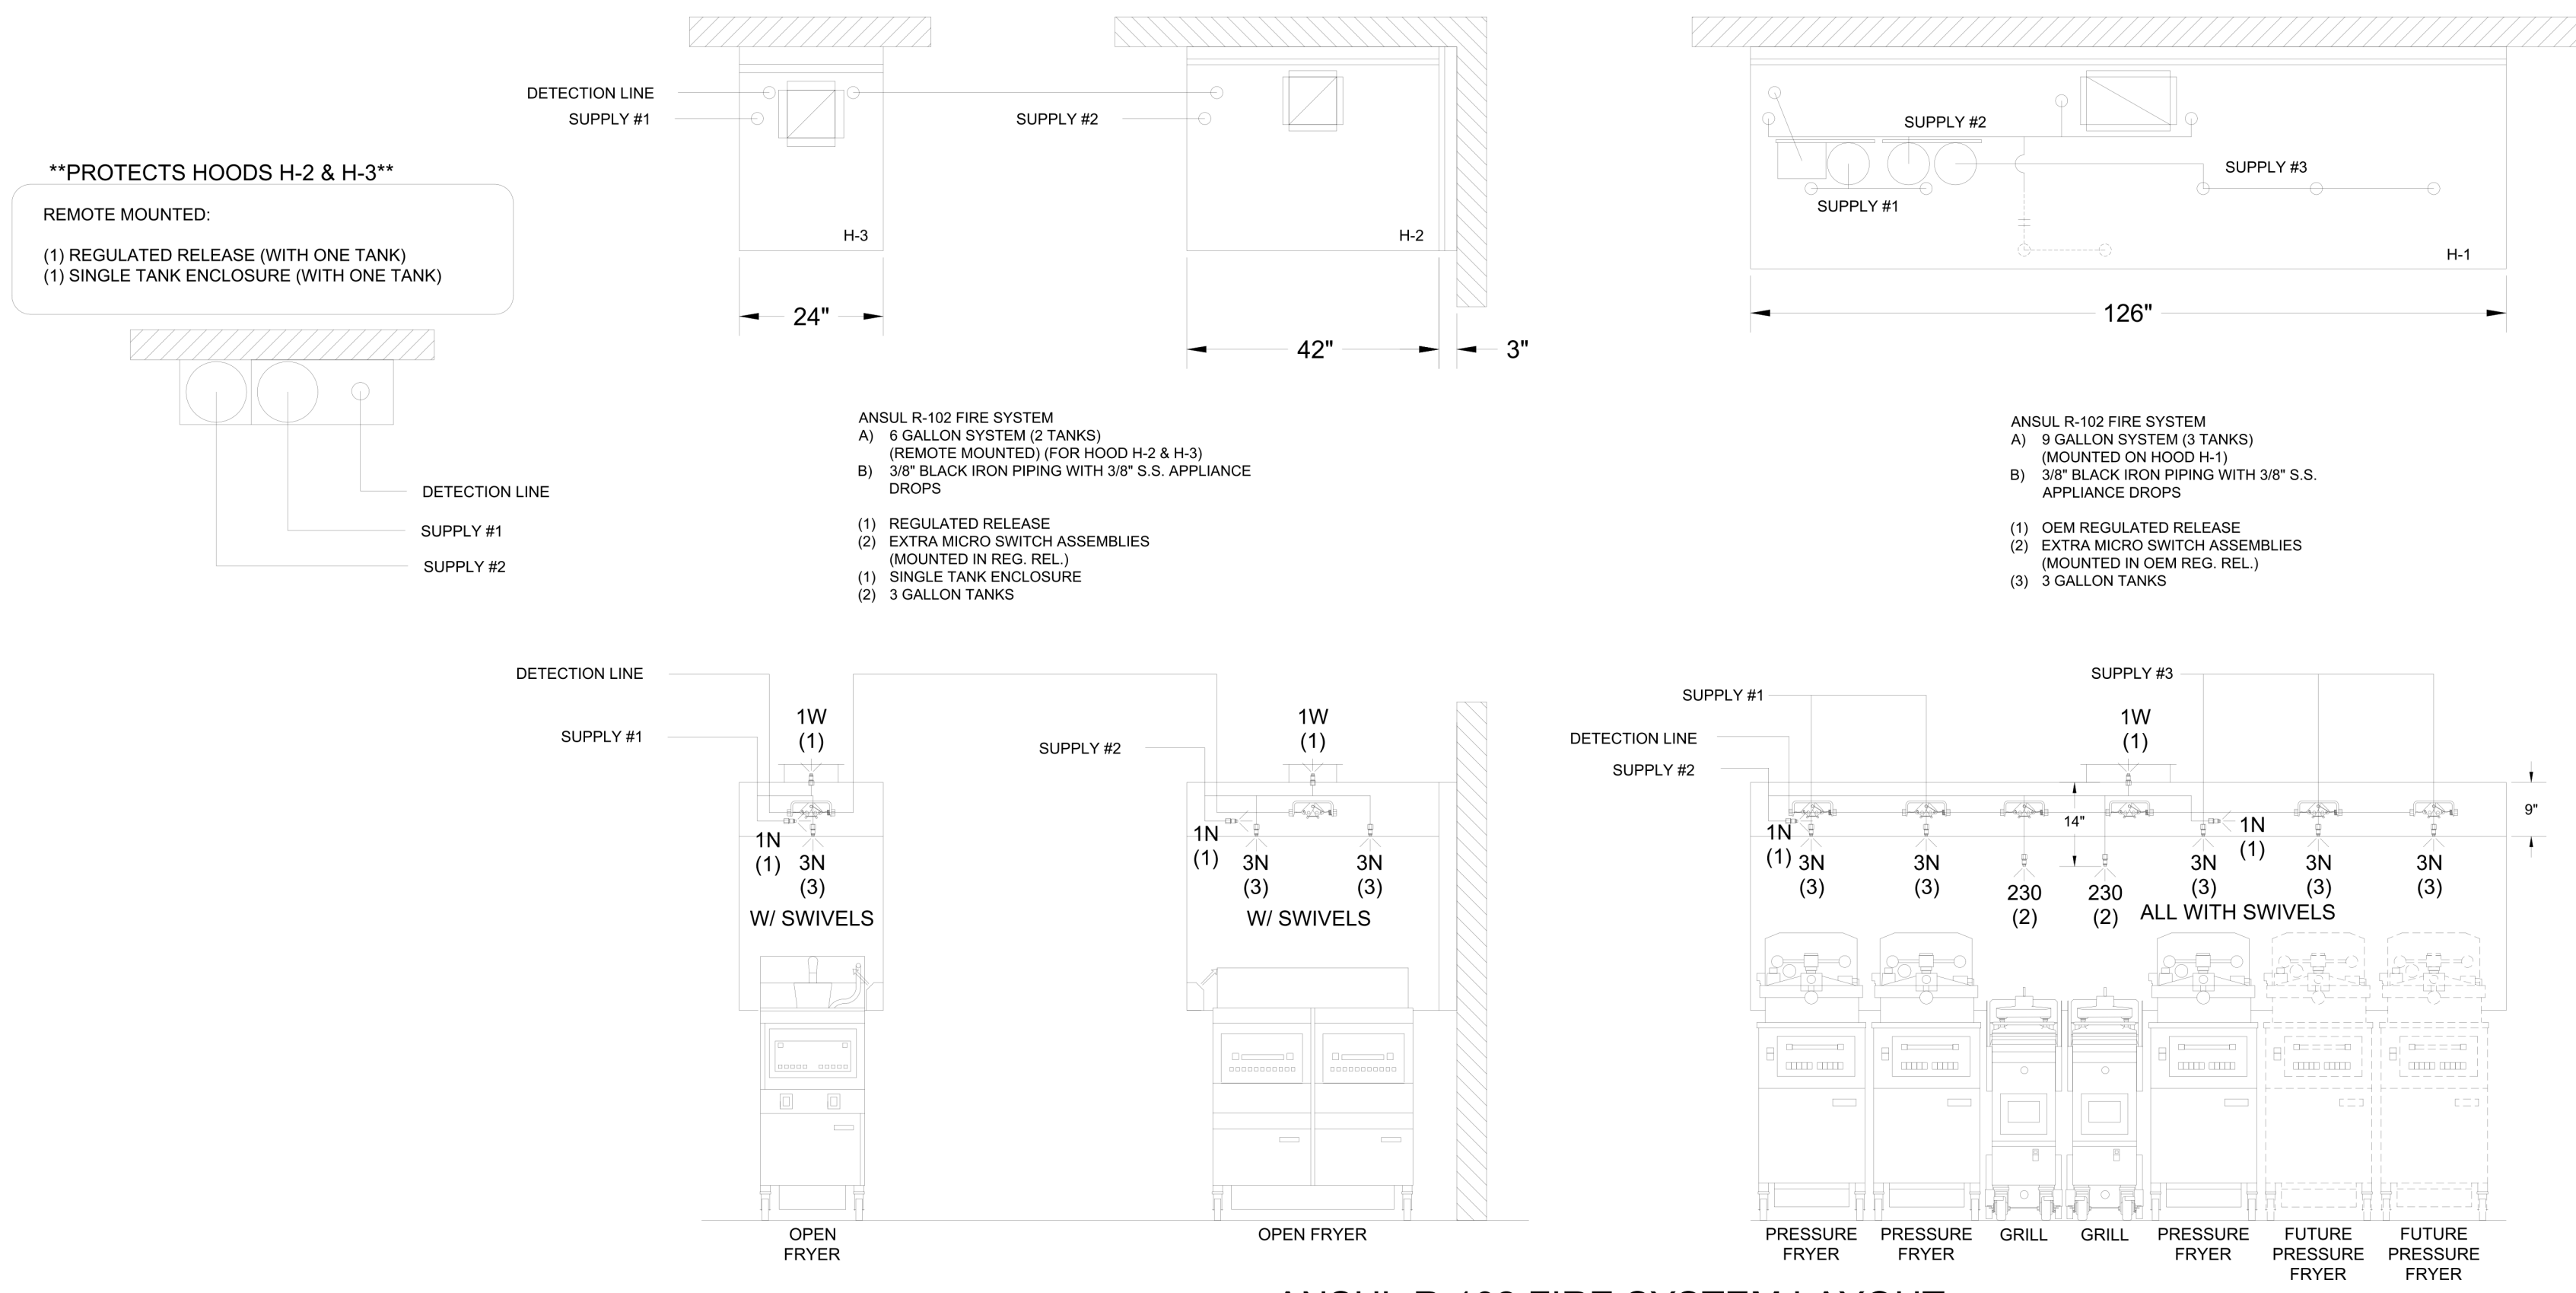 DETECTION LINE
SUPPLY #1
SUPPLY #2
H-3
H-2
24"
42"
3"
SUPPLY #2
SUPPLY #3
SUPPLY #1
H-1
126"
**PROTECTS HOODS H-2 & H-3**
REMOTE MOUNTED:
(1) REGULATED RELEASE (WITH ONE TANK)
(1) SINGLE TANK ENCLOSURE (WITH ONE TANK)
DETECTION LINE
SUPPLY #1
SUPPLY #2
ANSUL R-102 FIRE SYSTEM
A) 6 GALLON SYSTEM (2 TANKS)
(REMOTE MOUNTED) (FOR HOOD H-2 & H-3)
B) 3/8" BLACK IRON PIPING WITH 3/8" S.S. APPLIANCE
DROPS
(1) REGULATED RELEASE
(2) EXTRA MICRO SWITCH ASSEMBLIES
(MOUNTED IN REG. REL.)
(1) SINGLE TANK ENCLOSURE
(2) 3 GALLON TANKS
ANSUL R-102 FIRE SYSTEM
A) 9 GALLON SYSTEM (3 TANKS)
(MOUNTED ON HOOD H-1)
B) 3/8" BLACK IRON PIPING WITH 3/8" S.S.
APPLIANCE DROPS
(1) OEM REGULATED RELEASE
(2) EXTRA MICRO SWITCH ASSEMBLIES
(MOUNTED IN OEM REG. REL.)
(3) 3 GALLON TANKS
DETECTION LINE
SUPPLY #1
1W
(1)
1N
(1)
3N
(3)
W/ SWIVELS
OPEN
FRYER
SUPPLY #2
1W
(1)
1N
(1)
3N
(3)
3N
(3)
W/ SWIVELS
OPEN FRYER
SUPPLY #3
SUPPLY #1
DETECTION LINE
SUPPLY #2
1W
(1)
14"
9"
1N
(1)
3N
(3)
3N
(3)
230
(2)
230
(2)
3N
(3)
1N
(1)
3N
(3)
3N
(3)
ALL WITH SWIVELS
PRESSURE
FRYER
PRESSURE
FRYER
GRILL
GRILL
PRESSURE
FRYER
FUTURE
PRESSURE
FRYER
FUTURE
PRESSURE
FRYER
ANSUL R-102 FIRE SYSTEM LAYOUT